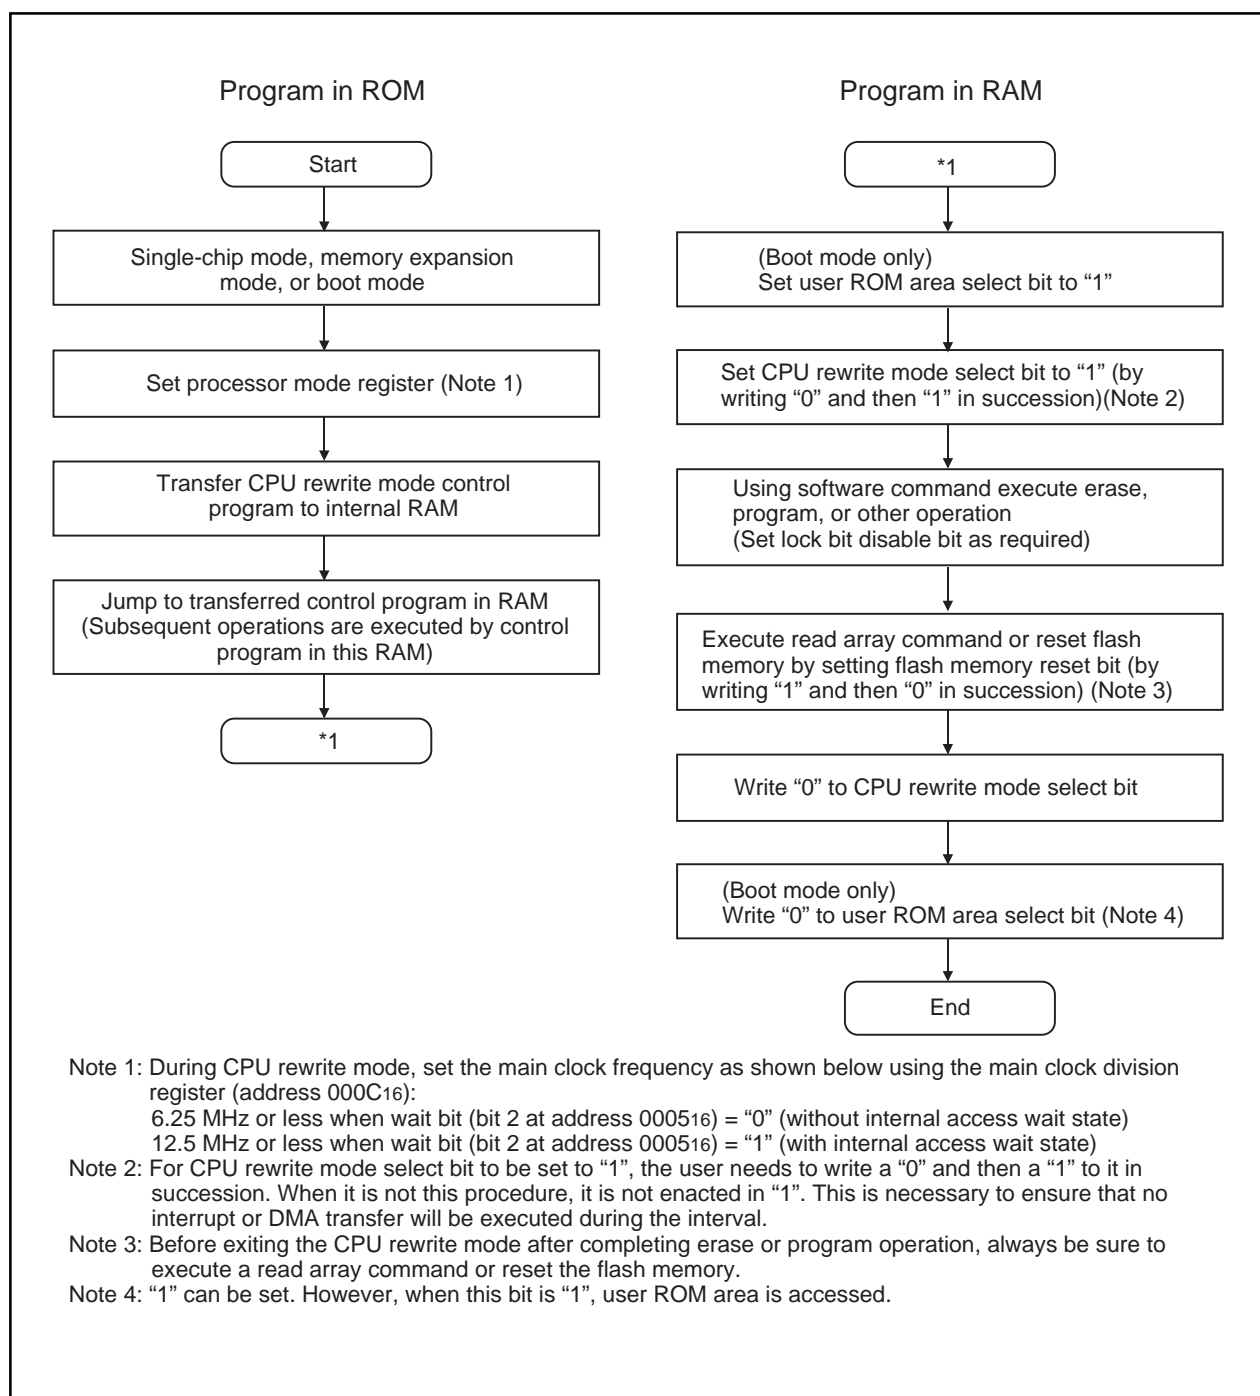 Program in ROM
Start
Single-chip mode, memory expansion
mode, or boot mode
Set processor mode register (Note 1)
Transfer CPU rewrite mode control
program to internal RAM
Jump to transferred control program in RAM
(Subsequent operations are executed by control
program in this RAM)
*1
Program in RAM
*1
(Boot mode only)
Set user ROM area select bit to “1”
Set CPU rewrite mode select bit to “1” (by
writing “0” and then “1” in succession)(Note 2)
Using software command execute erase,
program, or other operation
(Set lock bit disable bit as required)
Execute read array command or reset flash
memory by setting flash memory reset bit (by
writing “1” and then “0” in succession) (Note 3)
Write “0” to CPU rewrite mode select bit
(Boot mode only)
Write “0” to user ROM area select bit (Note 4)
End
Note 1: During CPU rewrite mode, set the main clock frequency as shown below using the main clock division
register (address 000C16):
6.25 MHz or less when wait bit (bit 2 at address 000516) = “0” (without internal access wait state)
12.5 MHz or less when wait bit (bit 2 at address 000516) = “1” (with internal access wait state)
Note 2: For CPU rewrite mode select bit to be set to “1”, the user needs to write a “0” and then a “1” to it in
succession. When it is not this procedure, it is not enacted in “1”. This is necessary to ensure that no
interrupt or DMA transfer will be executed during the interval.
Note 3: Before exiting the CPU rewrite mode after completing erase or program operation, always be sure to
execute a read array command or reset the flash memory.
Note 4: “1” can be set. However, when this bit is “1”, user ROM area is accessed.